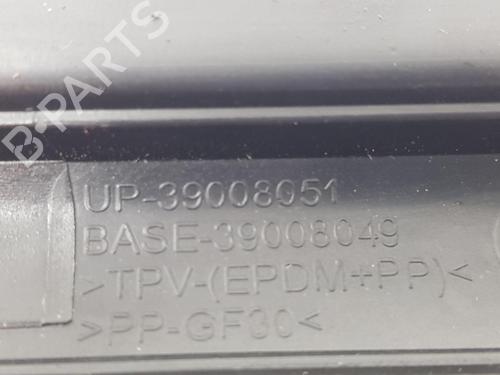 B-PARTS
UP-39008051
BASE-39008049
>TPV-(EPDM+PP)<
>PP-GF30<